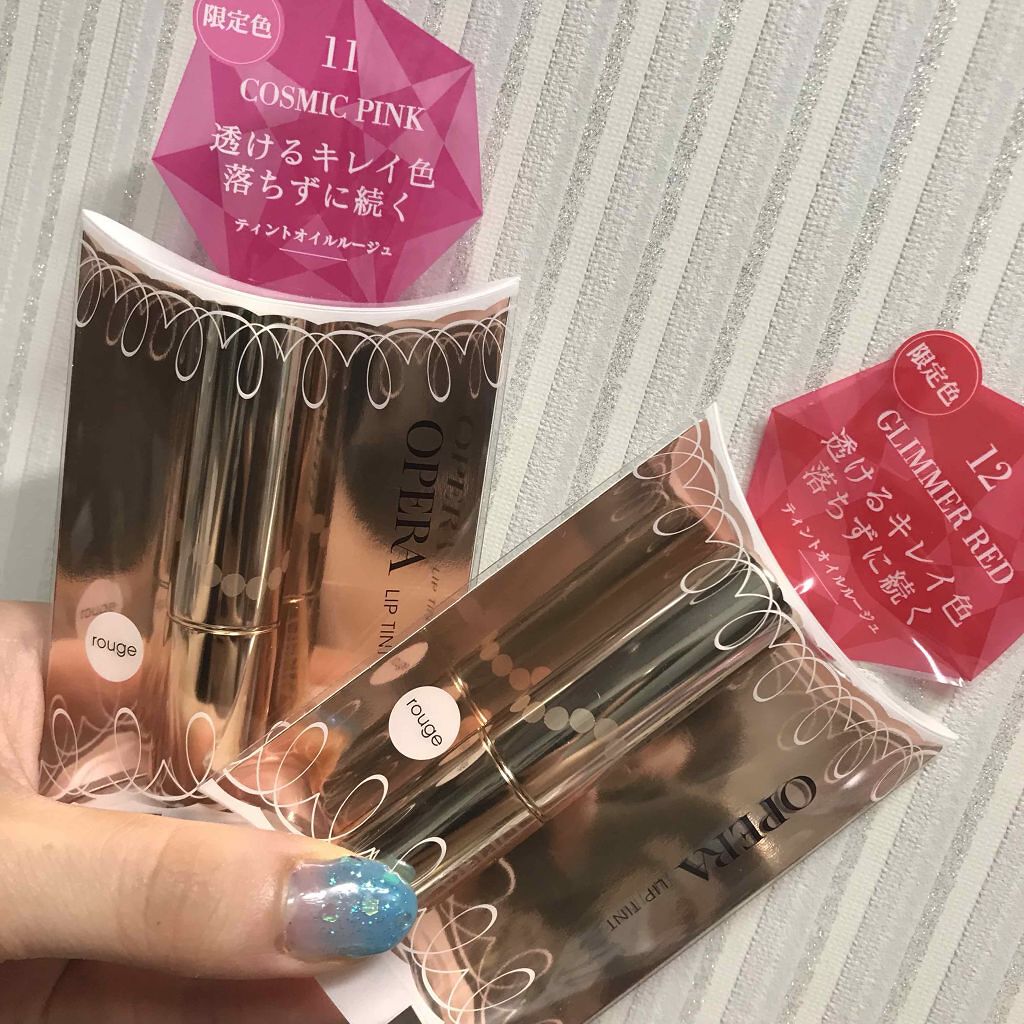 限定色
11
COSMIC PINK
透けるキレイ色
落ちずに続く
ティントオイルルージュ
OPERA
LIP TINT
rouge
限定色
12
GLIMMER RED
透けるキレイ色
落ちずに続く
ティントオイルルージュ
rouge
OPERA
LIP TINT